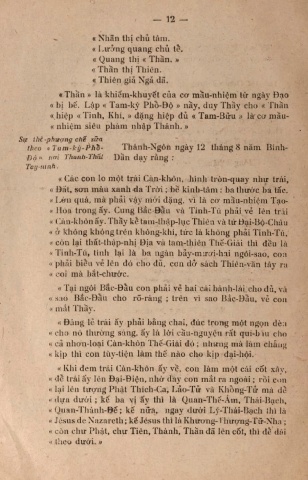 — 12 —
« Nhãn thị chủ tâm.
« Lưỡng quang chủ tể.
« Quang thị « Thần. »
« Thần thị Thiên.
« Thiên giả Ngã dã.
« Thần » là khiếm-khuyết của cơ mầu-nhiệm từ ngày Đạo
« bị bế. Lập « Tam-kỳ Phổ-Độ » nầy, duy Thầy cho « Thần
« hiệp « Tinh, Khí, » đặng hiệp đủ « Tam-Bửu » là cơ mầu-
« nhiệm siêu phàm nhập Thánh. »
Sự thờ-phượng chế sửa
theo « Tam-kỳ-Phổ-
Độ » nơi Thánh-Thất
Tây-ninh.
Thánh-Ngôn ngày 12 tháng 8 năm Bính-
Dần dạy rằng :
« Các con lo một trái Càn-khôn, hình tròn-quay như trái,
« Đất, sơn màu xanh da Trời ; bề kinh-tâm : ba thước ba tấc.
« Lớn quá, mà phải vậy mới đặng, vì là cơ mầu-nhiệm Tạo-
« Hóa trong ấy. Cung Bắc-Đẩu và Tinh-Tú phải vẽ lên trái
« Càn-khôn ấy. Thầy kể tam-thập-lục Thiên và tứ Đại-Bộ-Châu
« ở không không trên không-khí, tức là không phải Tinh-Tú,
« còn lại thất-thập-nhị Địa và tam-thiên Thế-Giái thì đều là
« Tinh-Tú, tính lại là ba ngàn bảy-mươi-hai ngôi-sao, con
« phải biểu vẽ lên đó cho đủ, con dở sách Thiên-văn tây ra
« coi mà bắt-chước.
« Tại ngôi Bắc-Đẩu con phải vẽ hai cái bánh-lái, cho đủ, và
« sao Bắc-Đẩu cho rõ-ràng ; trên vì sao Bắc-Đẩu, vẽ con
« mắt Thầy.
« Đáng lẽ trái ấy phải bằng chai, đúc trong một ngọn đèn
« cho nó thường sáng, ấy là lời cầu-nguyện rất quí-báu cho
« cả nhơn-loại Càn-khôn Thế-Giái đó ; nhưng mà làm chẳng
« kịp thì con tùy-tiện làm thế nào cho kịp đại-hội.
« Khi đem trái Càn-khôn ấy về, con làm một cái cốt xây,
« để trái ấy lên Đại-Điện, nhớ day con mắt ra ngoài ; rồi con
« lại lên tượng Phật Thích-Ca, Lão-Tử và Khổng-Tử mà để
« dựa dưới ; kế ba vị ấy thì là Quan-Thế-Âm, Thái-Bạch,
« Quan-Thánh-Đế ; kế nữa, ngay dưới Lý-Thái-Bạch thì là
« Jésus de Nazareth ; kế Jésus thì là Khương-Thượng-Tử-Nha ;
« còn chư Phật, chư Tiên, Thánh, Thần đã lên cốt, thì để dài
« theo dưới. »